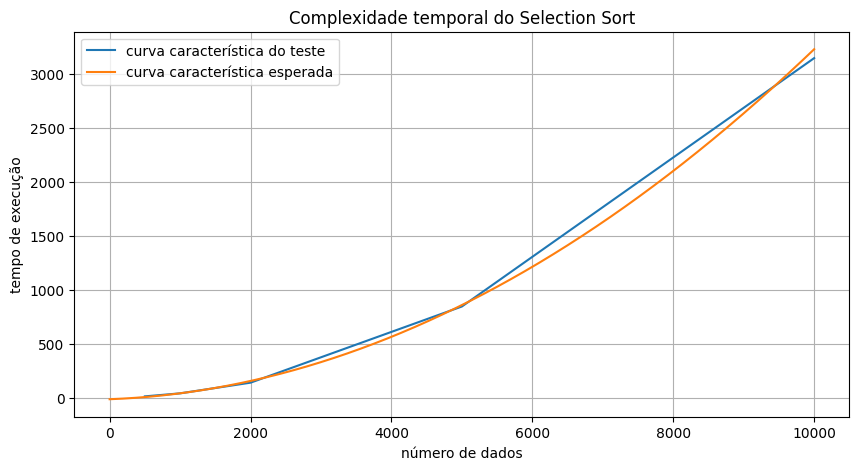 Complexidade temporal do Selection Sort
curva característica do teste
curva característica esperada
3000
2500
2000
1500
1000
500
0
tempo de execução
0 2000 4000 6000 8000 10000
número de dados